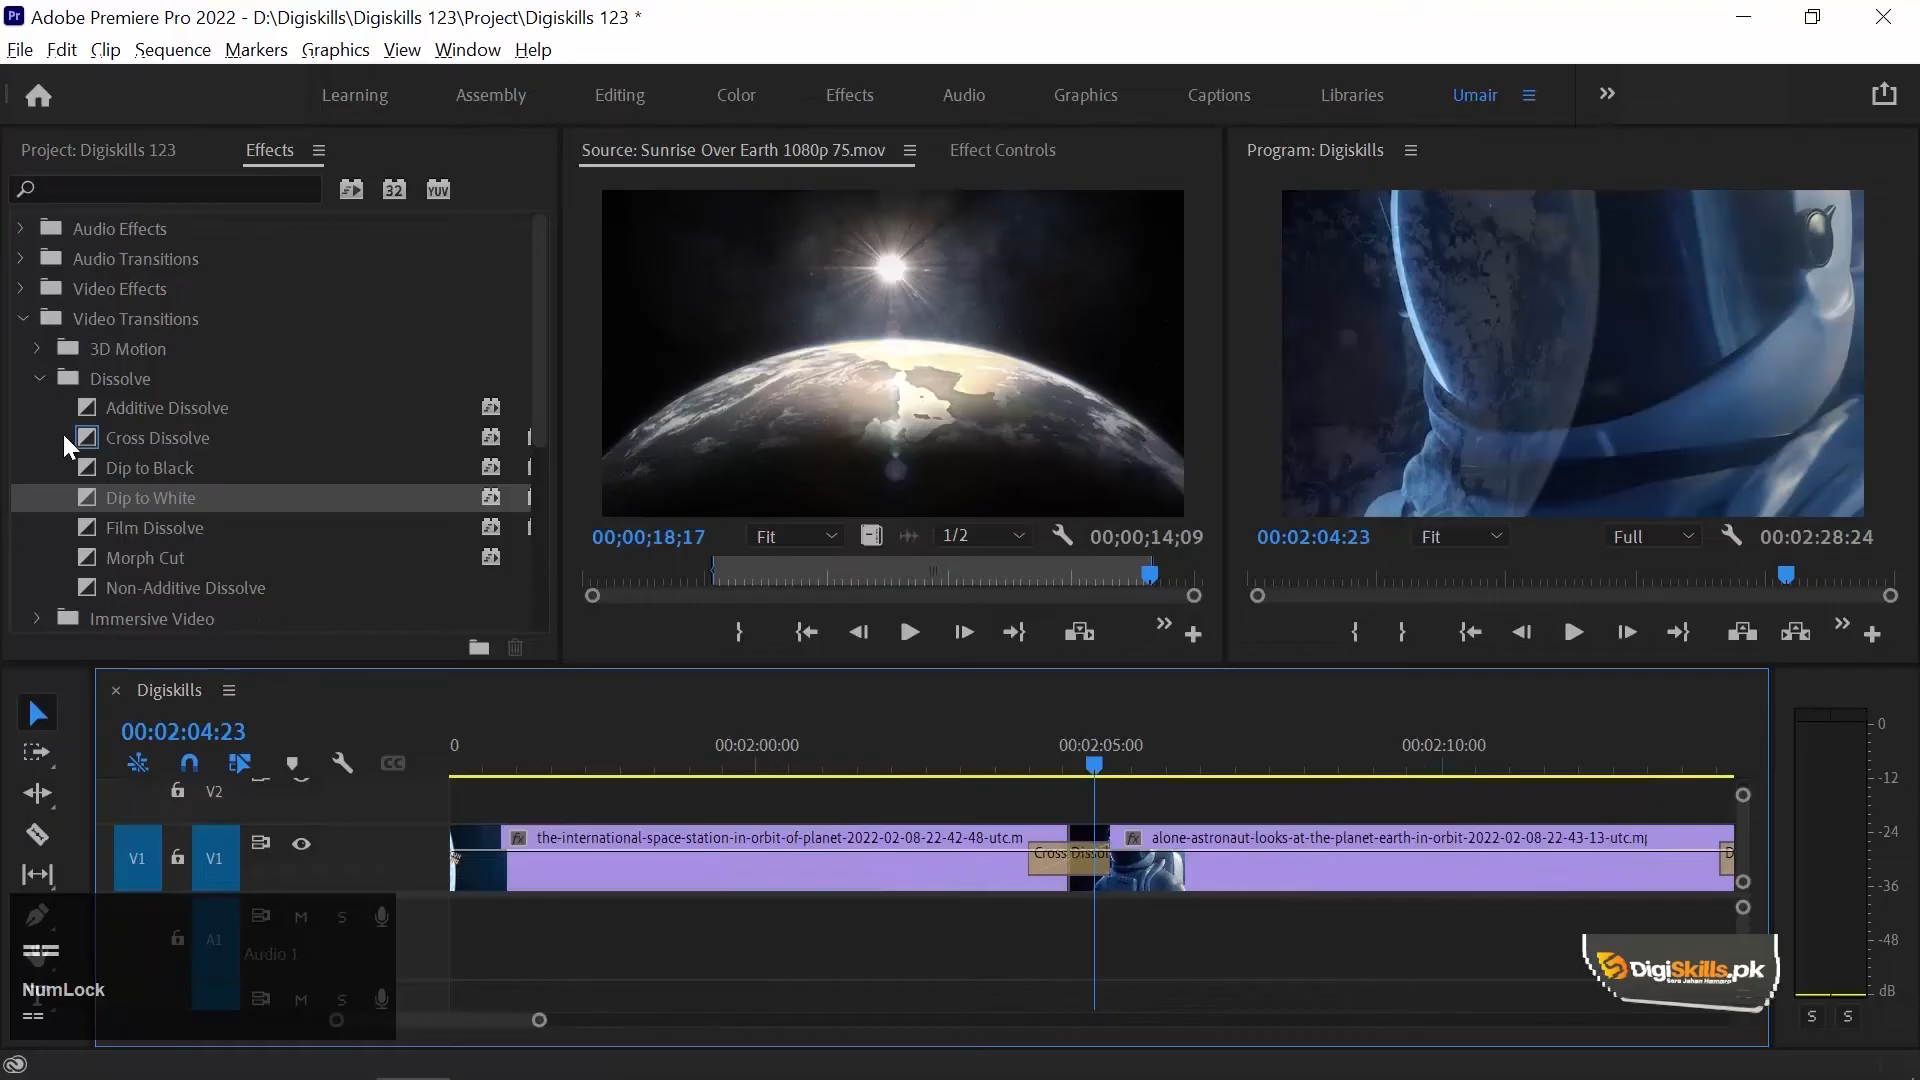 Adobe Premiere Pro 2022 - D:\Digiskills\Digiskills 123\Project\Digiskills 123 *
File Edit Clip Sequence Markers Graphics View Window Help
Learning Assembly Editing Color Effects Audio Graphics Captions Libraries Umair
Project: Digiskills 123 Effects Source: Sunrise Over Earth 1080p 75.mov Effect Controls Program: Digiskills
32 YUV
Audio Effects
Audio Transitions
Video Effects
Video Transitions
3D Motion
Dissolve
Additive Dissolve
Cross Dissolve
Dip to Black
Dip to White
Film Dissolve
Morph Cut
Non-Additive Dissolve
Immersive Video
00;00;18;17 Fit 1/2 00;00;14;09 00:02:04:23 Fit Full 00:02:28:24
Digiskills
00:02:04:23
0 00:02:00:00 00:02:05:00 00:02:10:00
CC
V2
V1 V1
fx the-international-space-station-in-orbit-of-planet-2022-02-08-22-42-48-utc.m fx alone-astronaut-looks-at-the-planet-earth-in-orbit-2022-02-08-22-43-13-utc.m
Cross Dissol D
A1 M S
Audio 1
M S
NumLock
0
-12
-24
-36
-48
dB
S S
DigiSkills.pk